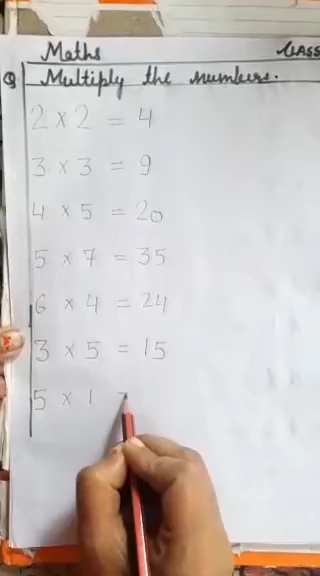 Maths CLASS
Q Multiply the numbers.
2 × 2 = 4
3 × 3 = 9
4 × 5 = 20
5 × 7 = 35
6 × 4 = 24
3 × 5 = 15
5 × 1 =